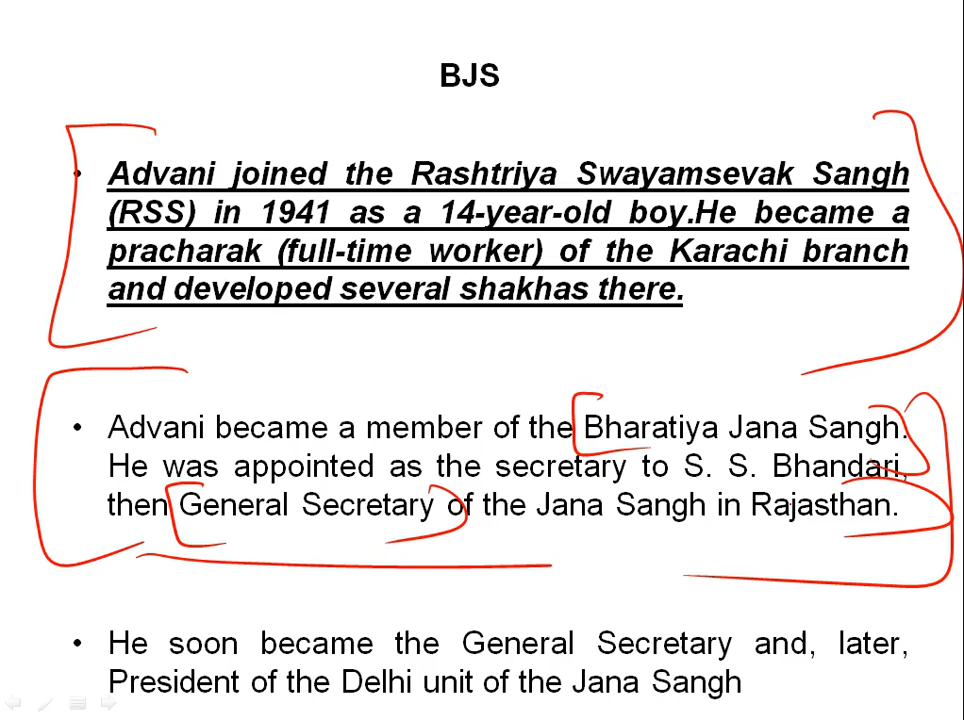 BJS
• Advani joined the Rashtriya Swayamsevak Sangh
(RSS) in 1941 as a 14-year-old boy.He became a
pracharak (full-time worker) of the Karachi branch
and developed several shakhas there.
• Advani became a member of the Bharatiya Jana Sangh.
He was appointed as the secretary to S. S. Bhandari,
then General Secretary of the Jana Sangh in Rajasthan.
• He soon became the General Secretary and, later,
President of the Delhi unit of the Jana Sangh